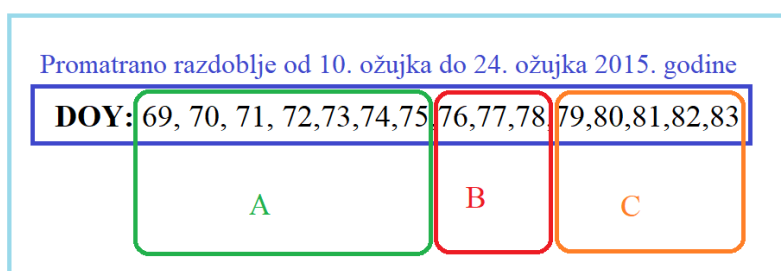 Promatrano razdoblje od 10. ožujka do 24. ožujka 2015. godine
DOY: 69, 70, 71, 72,73,74,75,76,77,78,79,80,81,82,83
A B C